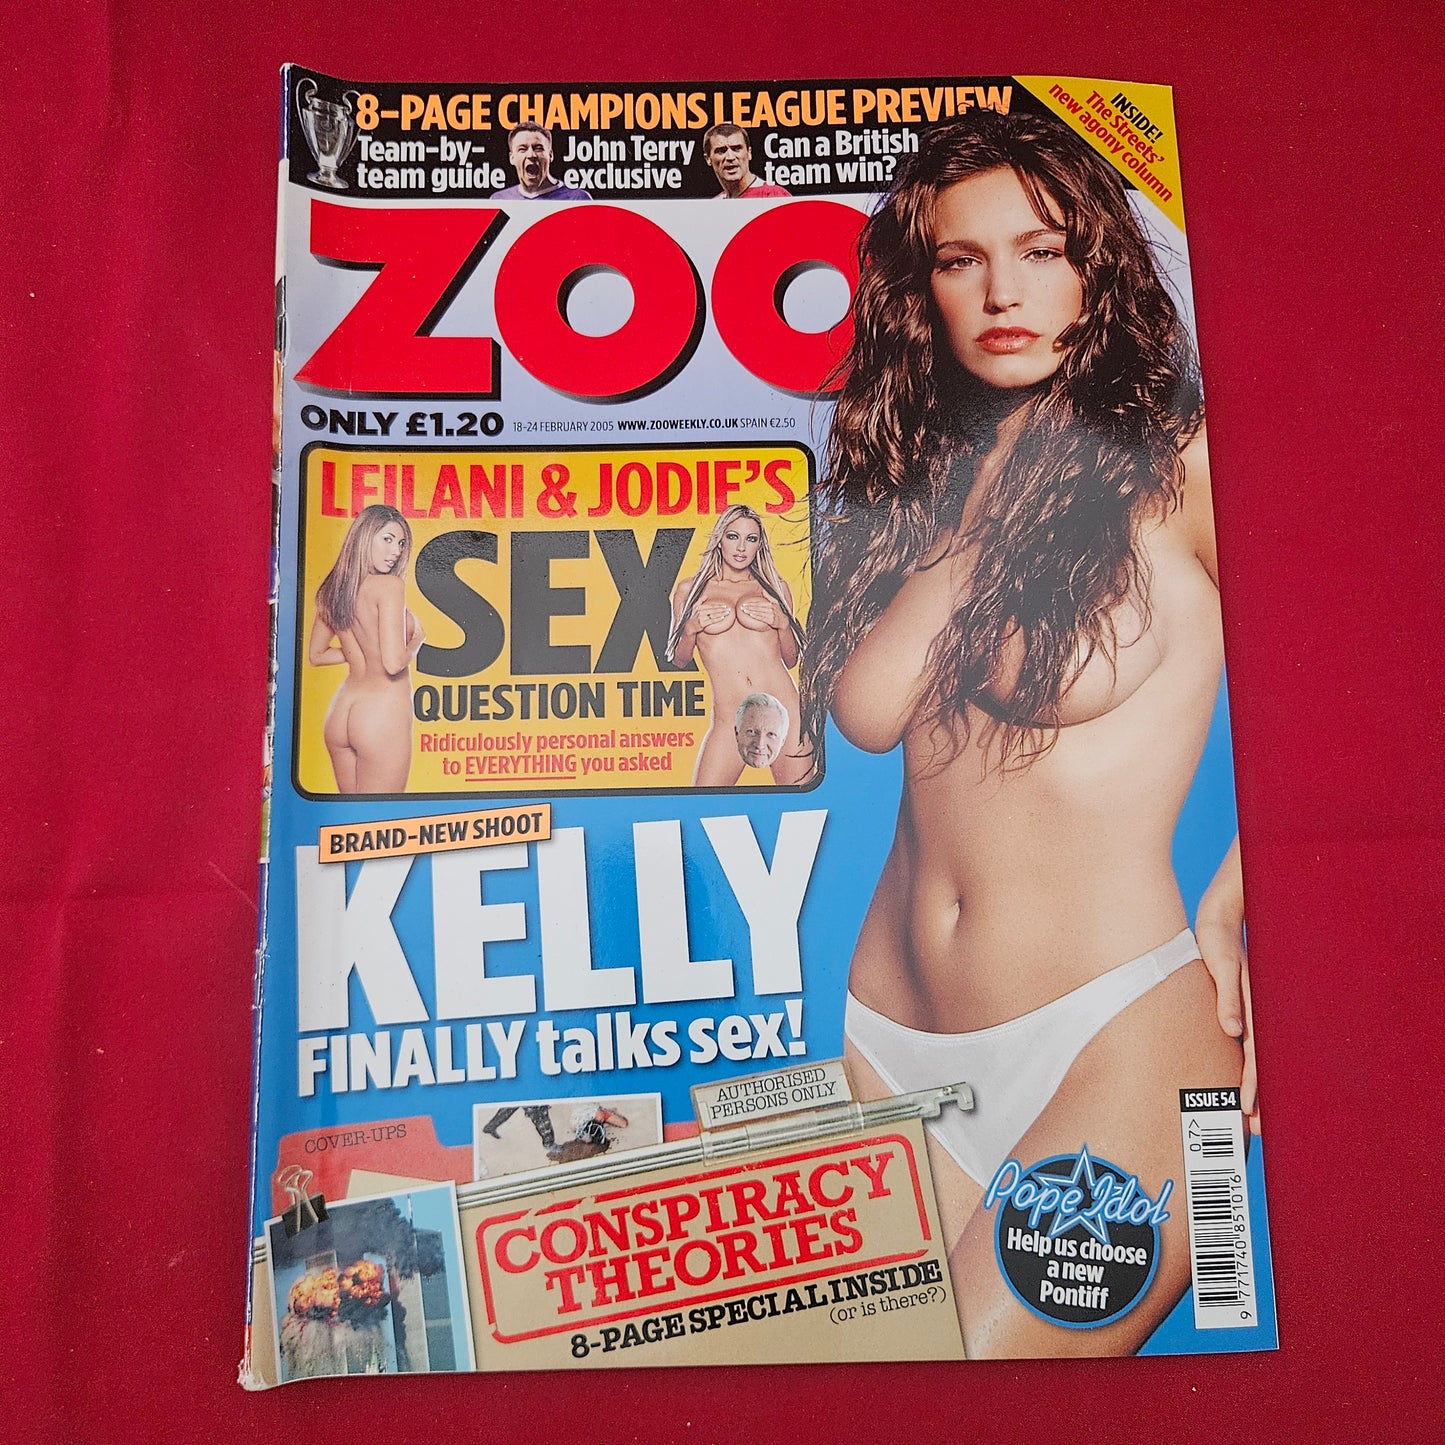 8-PAGE CHAMPIONS LEAGUE PREVIEW
Team-by-
team guide
John Terry
exclusive
Can a British
team win?
INSIDE!
The Streets'
new agony column
ZOO
ONLY £1.20
18-24 FEBRUARY 2005 WWW.ZOOWEEKLY.CO.UK SPAIN €2.50
LEILANI & JODIE'S
SEX
QUESTION TIME
Ridiculously personal answers
to EVERYTHING you asked
BRAND-NEW SHOOT
KELLY
FINALLY talks sex!
AUTHORISED
PERSONS ONLY
COVER-UPS
CONSPIRACY
THEORIES
8-PAGE SPECIAL INSIDE
(or is there?)
Pope Idol
Help us choose
a new
Pontiff
ISSUE 54
07>
9 771740 851016